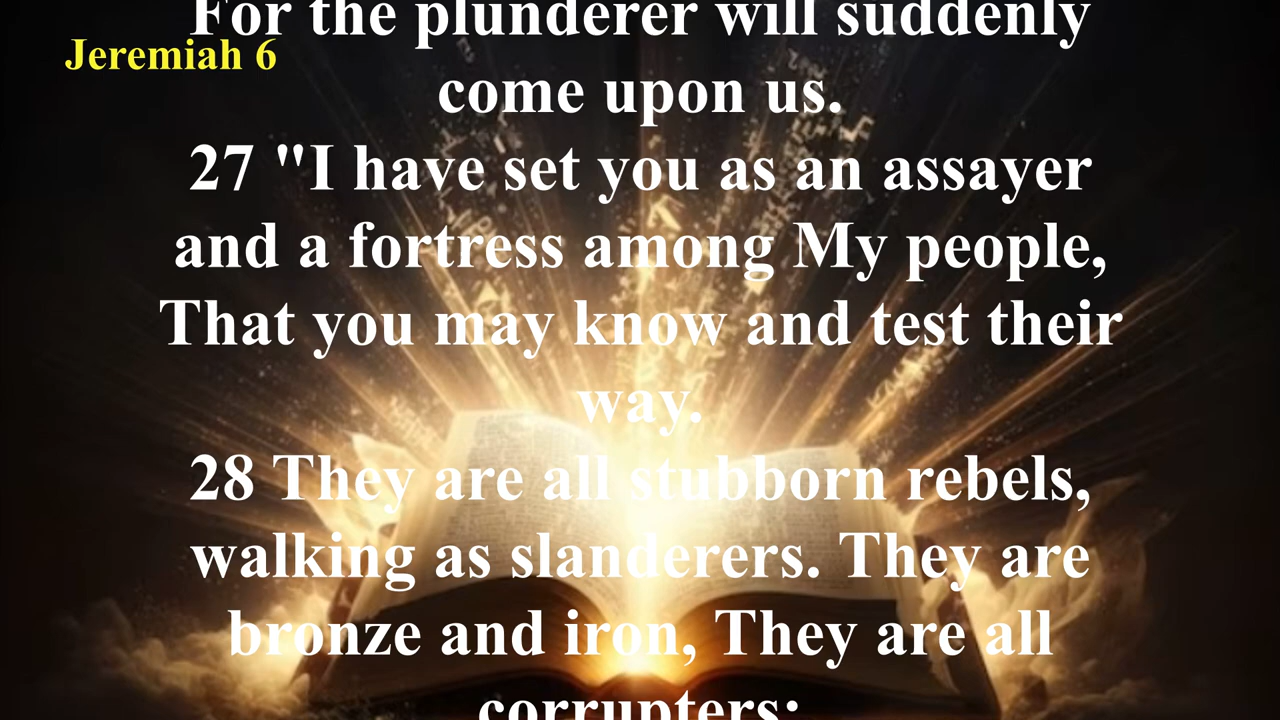 For the plunderer will suddenly
Jeremiah 6
come upon us.
27 "I have set you as an assayer
and a fortress among My people,
That you may know and test their
way.
28 They are all stubborn rebels,
walking as slanderers. They are
bronze and iron, They are all
corrupters;